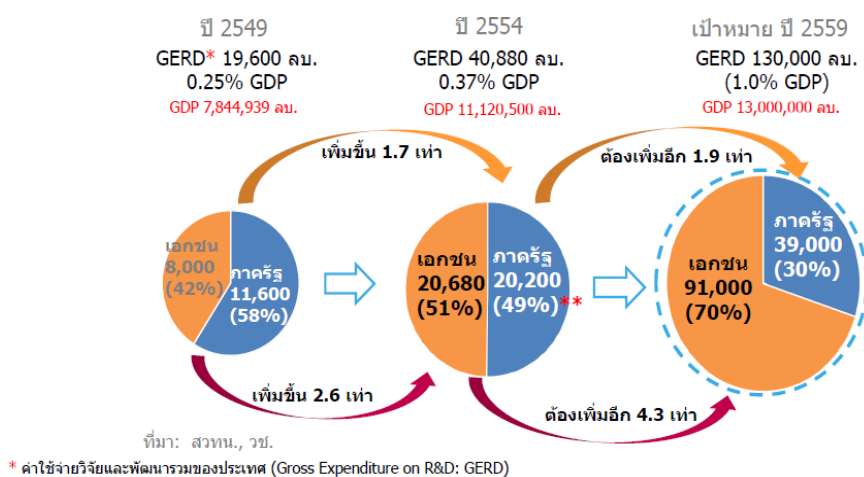 ปี 2549
GERD* 19,600 ลบ.
0.25% GDP
GDP 7,844,939 ลบ.
ปี 2554
GERD 40,880 ลบ.
0.37% GDP
GDP 11,120,500 ลบ.
เป้าหมาย ปี 2559
GERD 130,000 ลบ.
(1.0% GDP)
GDP 13,000,000 ลบ.
เพิ่มขึ้น 1.7 เท่า
ต้องเพิ่มอีก 1.9 เท่า
เอกชน
8,000
(42%)
ภาครัฐ
11,600
(58%)
เอกชน
20,680
(51%)
ภาครัฐ
20,200
(49%)**
เอกชน
91,000
(70%)
ภาครัฐ
39,000
(30%)
เพิ่มขึ้น 2.6 เท่า
ต้องเพิ่มอีก 4.3 เท่า
ที่มา: สวทน., วช.
* ค่าใช้จ่ายวิจัยและพัฒนารวมของประเทศ (Gross Expenditure on R&D: GERD)